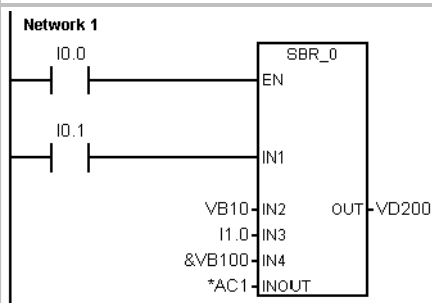 Network 1
I0.0
SBR_0
EN
I0.1
IN1
VB10 IN2 OUT VD200
I1.0 IN3
&VB100 IN4
*AC1 INOUT